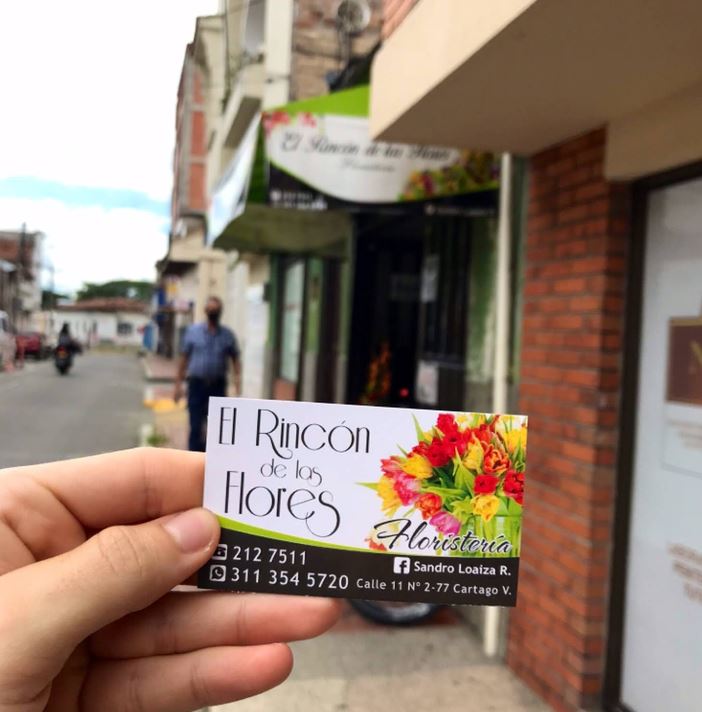 El Rincón de las Flores
El Rincón
de las
Flores
Floristería
212 7511
311 354 5720
Sandro Loaiza R.
Calle 11 Nº 2-77 Cartago V.